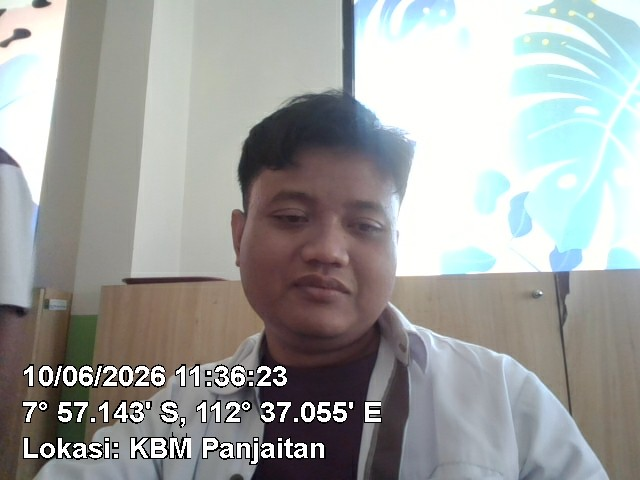 10/06/2026 11:36:23
7° 57.143' S, 112° 37.055' E
Lokasi: KBM Panjaitan